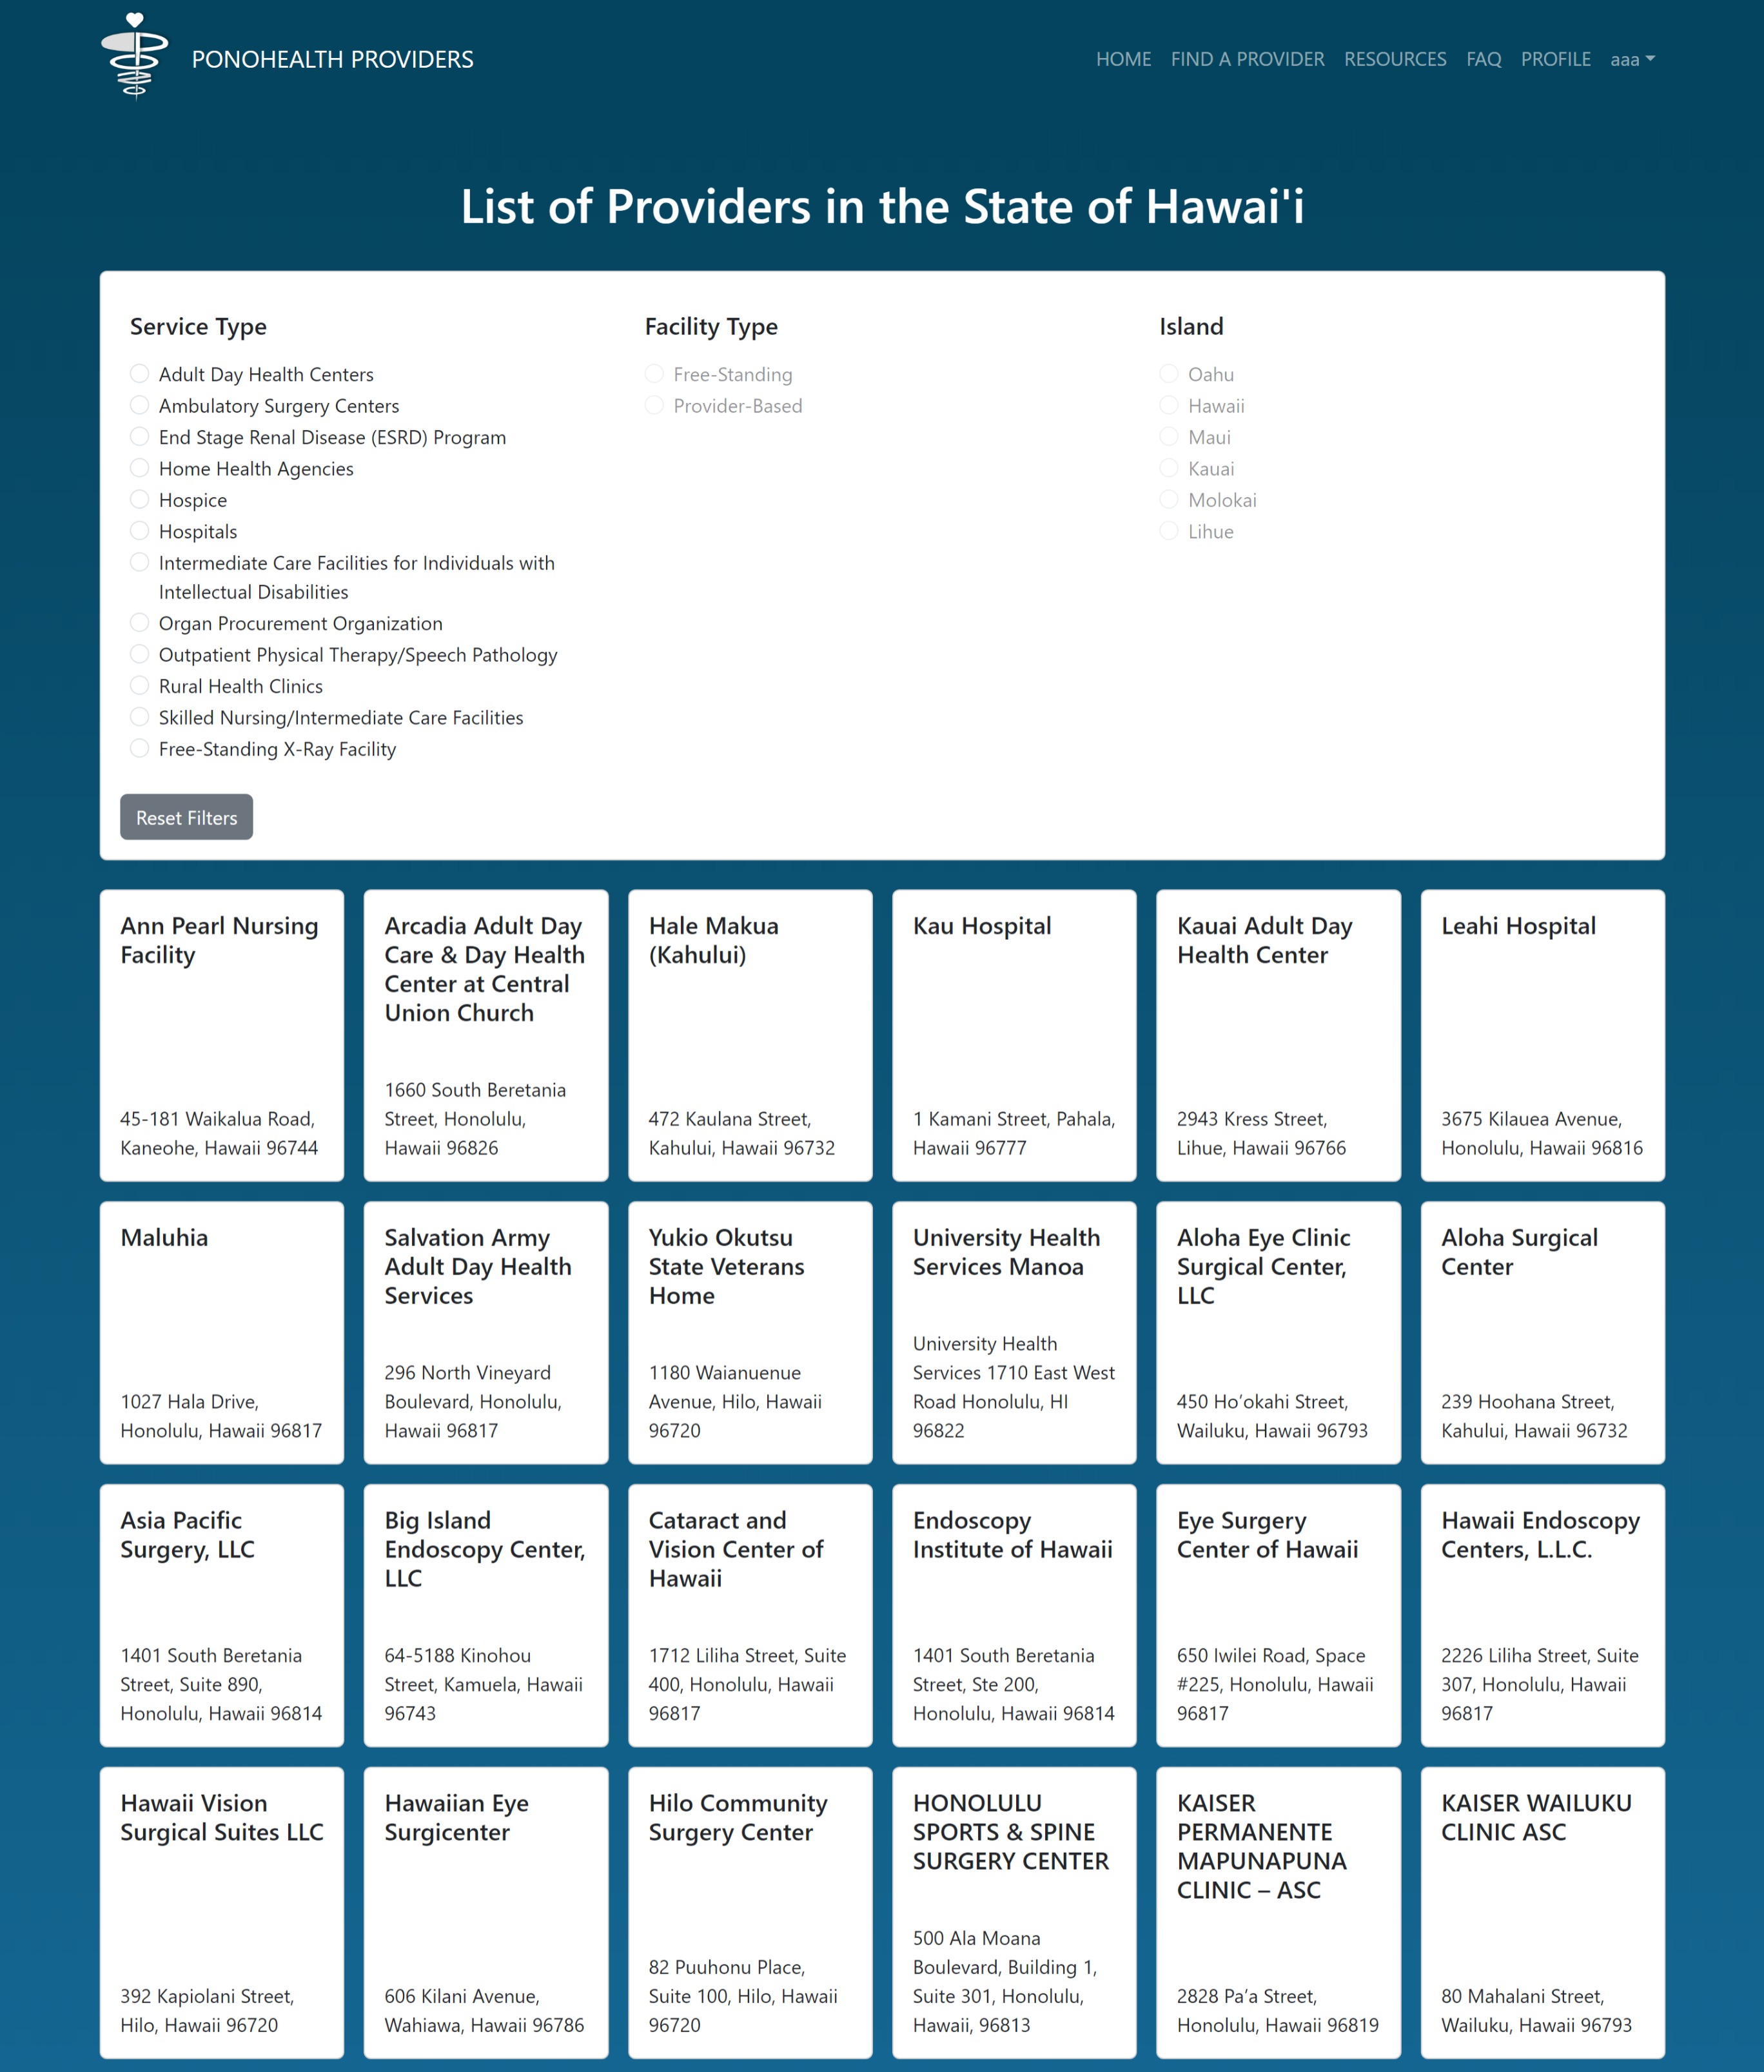 PONOHEALTH PROVIDERS
HOME FIND A PROVIDER RESOURCES FAQ PROFILE aaa
List of Providers in the State of Hawai'i
Service Type
Adult Day Health Centers
Ambulatory Surgery Centers
End Stage Renal Disease (ESRD) Program
Home Health Agencies
Hospice
Hospitals
Intermediate Care Facilities for Individuals with
Intellectual Disabilities
Organ Procurement Organization
Outpatient Physical Therapy/Speech Pathology
Rural Health Clinics
Skilled Nursing/Intermediate Care Facilities
Free-Standing X-Ray Facility
Facility Type
Free-Standing
Provider-Based
Island
Oahu
Hawaii
Maui
Kauai
Molokai
Lihue
Reset Filters
Ann Pearl Nursing
Facility
45-181 Waikalua Road,
Kaneohe, Hawaii 96744
Arcadia Adult Day
Care & Day Health
Center at Central
Union Church
1660 South Beretania
Street, Honolulu,
Hawaii 96826
Hale Makua
(Kahului)
472 Kaulana Street,
Kahului, Hawaii 96732
Kau Hospital
1 Kamani Street, Pahala,
Hawaii 96777
Kauai Adult Day
Health Center
2943 Kress Street,
Lihue, Hawaii 96766
Leahi Hospital
3675 Kilauea Avenue,
Honolulu, Hawaii 96816
Maluhia
1027 Hala Drive,
Honolulu, Hawaii 96817
Salvation Army
Adult Day Health
Services
296 North Vineyard
Boulevard, Honolulu,
Hawaii 96817
Yukio Okutsu
State Veterans
Home
1180 Waianuenue
Avenue, Hilo, Hawaii
96720
University Health
Services Manoa
University Health
Services 1710 East West
Road Honolulu, HI
96822
Aloha Eye Clinic
Surgical Center,
LLC
450 Ho’okahi Street,
Wailuku, Hawaii 96793
Aloha Surgical
Center
239 Hoohana Street,
Kahului, Hawaii 96732
Asia Pacific
Surgery, LLC
1401 South Beretania
Street, Suite 890,
Honolulu, Hawaii 96814
Big Island
Endoscopy Center,
LLC
64-5188 Kinohou
Street, Kamuela, Hawaii
96743
Cataract and
Vision Center of
Hawaii
1712 Liliha Street, Suite
400, Honolulu, Hawaii
96817
Endoscopy
Institute of Hawaii
1401 South Beretania
Street, Ste 200,
Honolulu, Hawaii 96814
Eye Surgery
Center of Hawaii
650 Iwilei Road, Space
#225, Honolulu, Hawaii
96817
Hawaii Endoscopy
Centers, L.L.C.
2226 Liliha Street, Suite
307, Honolulu, Hawaii
96817
Hawaii Vision
Surgical Suites LLC
392 Kapiolani Street,
Hilo, Hawaii 96720
Hawaiian Eye
Surgicenter
606 Kilani Avenue,
Wahiawa, Hawaii 96786
Hilo Community
Surgery Center
82 Puuhonu Place,
Suite 100, Hilo, Hawaii
96720
HONOLULU
SPORTS & SPINE
SURGERY CENTER
500 Ala Moana
Boulevard, Building 1,
Suite 301, Honolulu,
Hawaii, 96813
KAISER
PERMANENTE
MAPUNAPUNA
CLINIC – ASC
2828 Pa’a Street,
Honolulu, Hawaii 96819
KAISER WAILUKU
CLINIC ASC
80 Mahalani Street,
Wailuku, Hawaii 96793